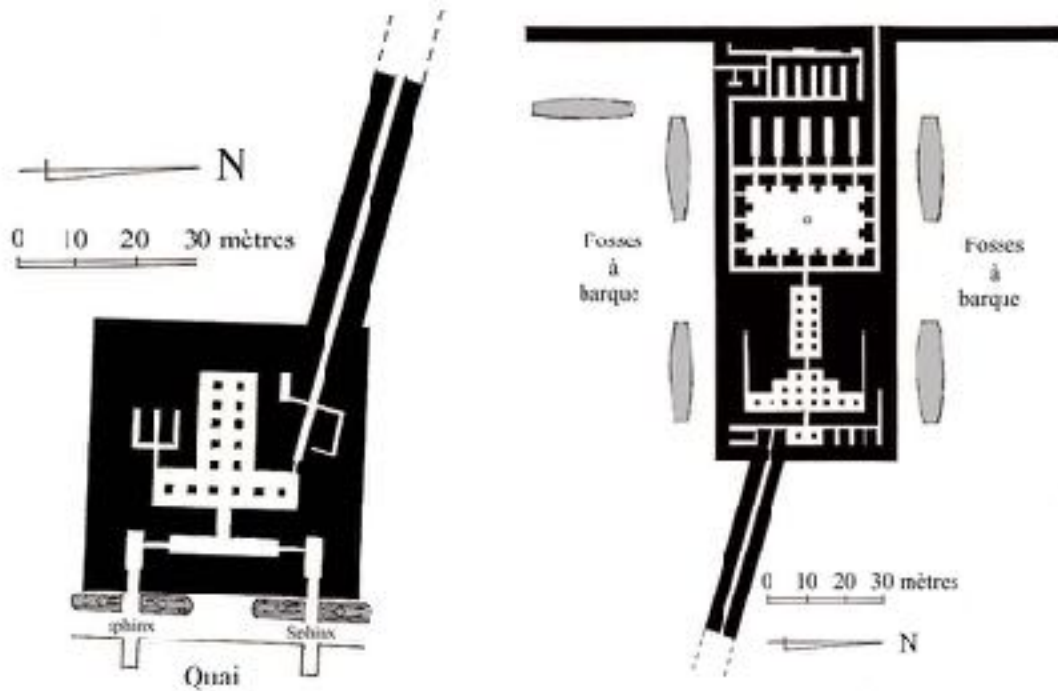 N
0 10 20 30 mètres
sphinx
Sphinx
Quai
Fosses
à
barque
Fosses
à
barque
0 10 20 30 mètres
N